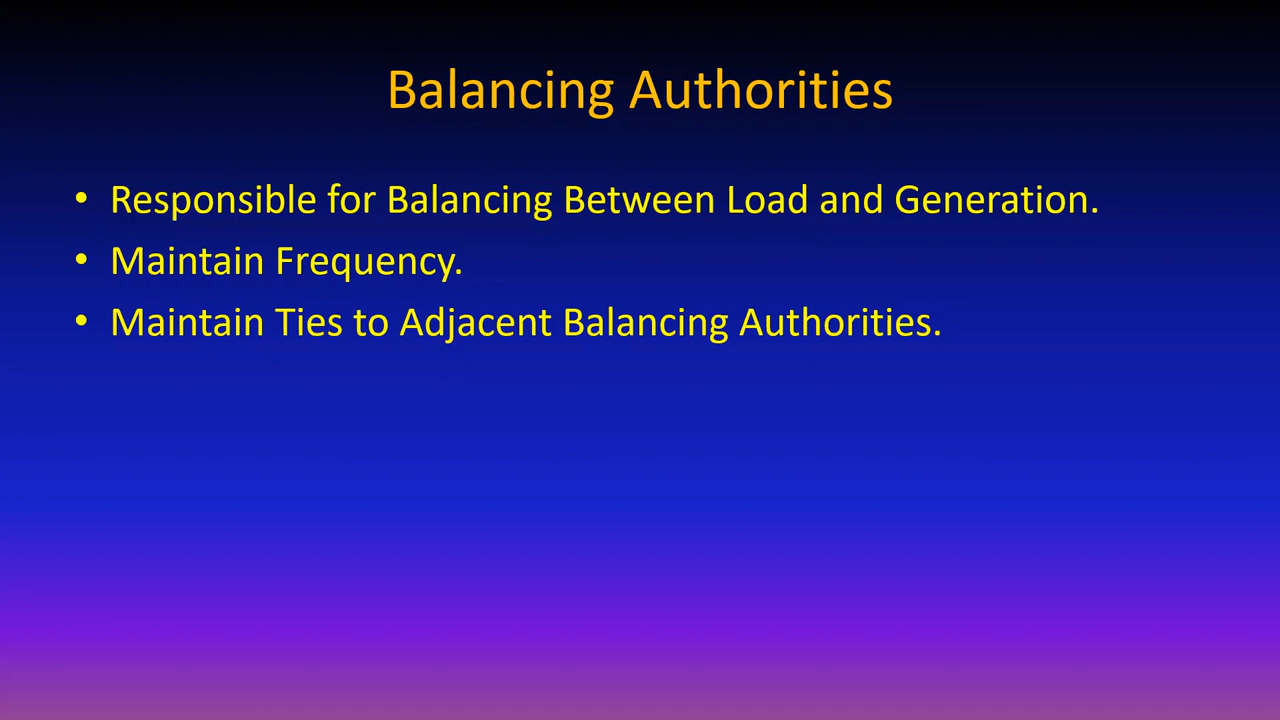 Balancing Authorities
• Responsible for Balancing Between Load and Generation.
• Maintain Frequency.
• Maintain Ties to Adjacent Balancing Authorities.